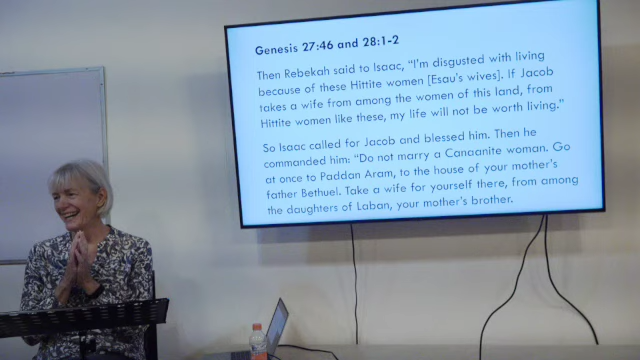 Genesis 27:46 and 28:1-2
Then Rebekah said to Isaac, “I’m disgusted with living
because of these Hittite women [Esau’s wives]. If Jacob
takes a wife from among the women of this land, from
Hittite women like these, my life will not be worth living.”
So Isaac called for Jacob and blessed him. Then he
commanded him: “Do not marry a Canaanite woman. Go
at once to Paddan Aram, to the house of your mother’s
father Bethuel. Take a wife for yourself there, from among
the daughters of Laban, your mother’s brother.